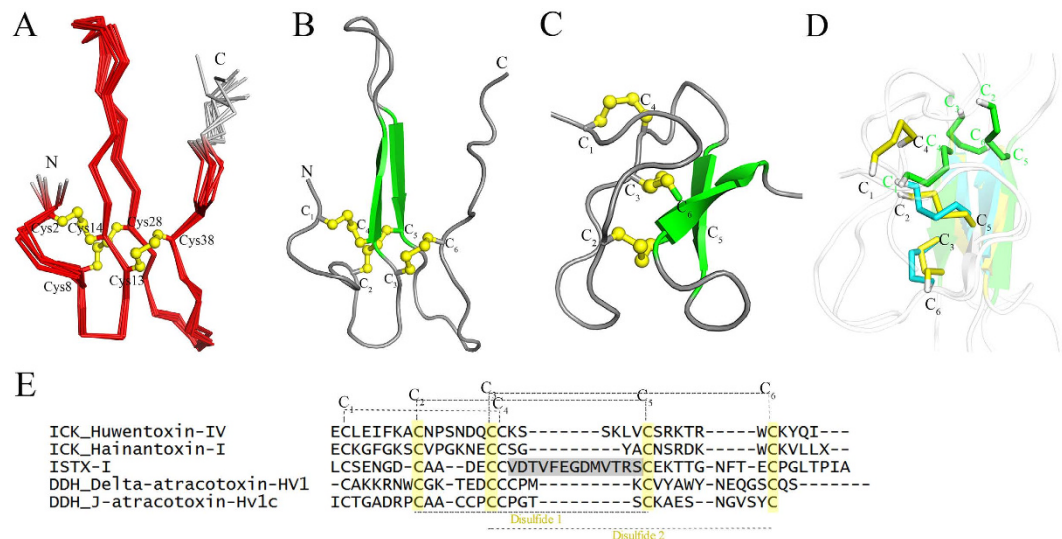 A
B
C
D
C
N
Cys2
Cys14
Cys28
Cys38
Cys8
Cys13
C
N
C₁
C₄
C₅
C₆
C₂
C₃
C₄
C₁
C₃
C₆
C₂
C₅
C₂
C₅
C₄
C₁
C₂
C₅
C₃
C₆
E
C₁ C₂ C₃ C₄ C₅ C₆
ICK_Huwentoxin-IV ECLEIFKACNPSNDQCCKS-------SKLVCSRKTR-----WCKYQI---
ICK_Hainantoxin-I ECKGFGKSCVPGKNECCSG---------YACNSRDK-----WCKVLLX--
ISTX-I LCSENGD-CAA--DECCVDTVFEGDMVTRSCEKTTG-NFT-ECPGLTPIA
DDH_Delta-atracotoxin-HV1 -CAKKRNWCGK-TEDCCCPM---------KCVYAWY-NEQGSCQS-----
DDH_J-atracotoxin-Hv1c ICTGADRPCAA-CCPCCPGT---------SCKAES--NGVSYC
Disulfide 1
Disulfide 2